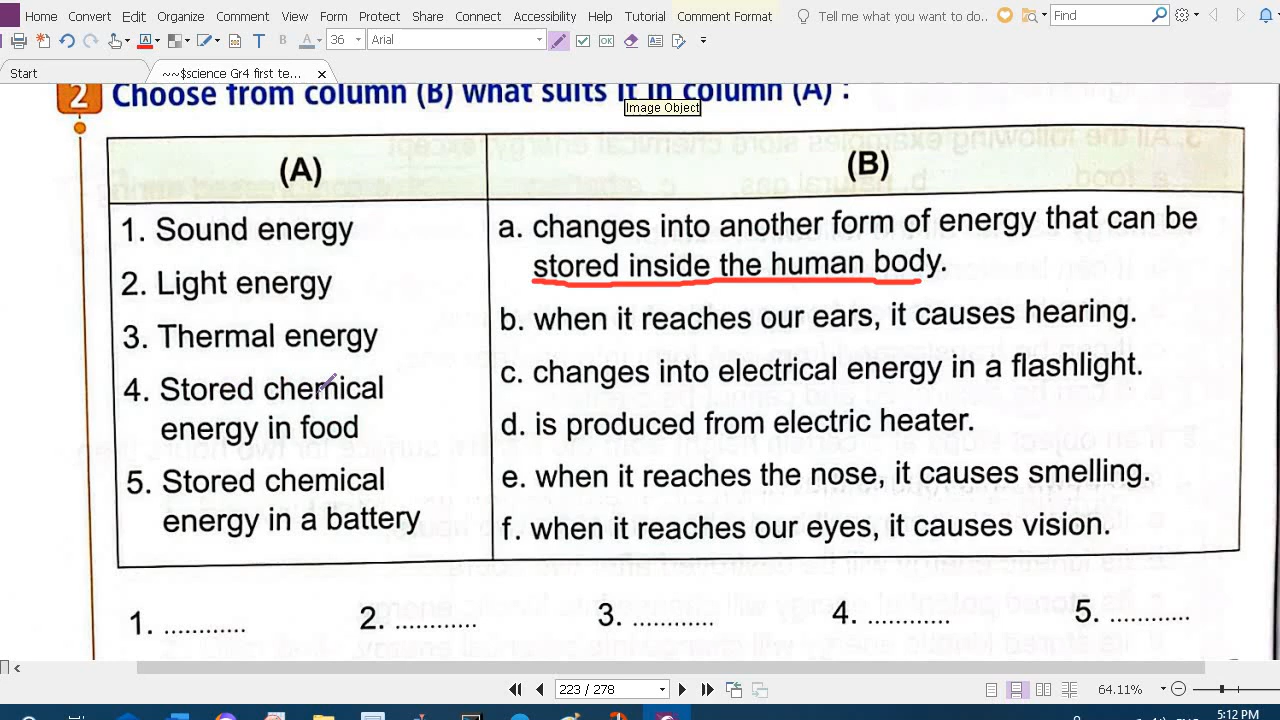 Home Convert Edit Organize Comment View Form Protect Share Connect Accessibility Help Tutorial Comment Format Tell me what you want to do.. Find
36 Arial
Start ~~$science Gr4 first te...
2 Choose from column (B) what suits it in column (A) :
Image Object
(A) (B)
1. Sound energy
2. Light energy
3. Thermal energy
4. Stored chemical
energy in food
5. Stored chemical
energy in a battery
a. changes into another form of energy that can be
stored inside the human body.
b. when it reaches our ears, it causes hearing.
c. changes into electrical energy in a flashlight.
d. is produced from electric heater.
e. when it reaches the nose, it causes smelling.
f. when it reaches our eyes, it causes vision.
1. ............ 2. ............ 3. ............ 4. ............ 5. ............
223 / 278 64.11%
5:12 PM